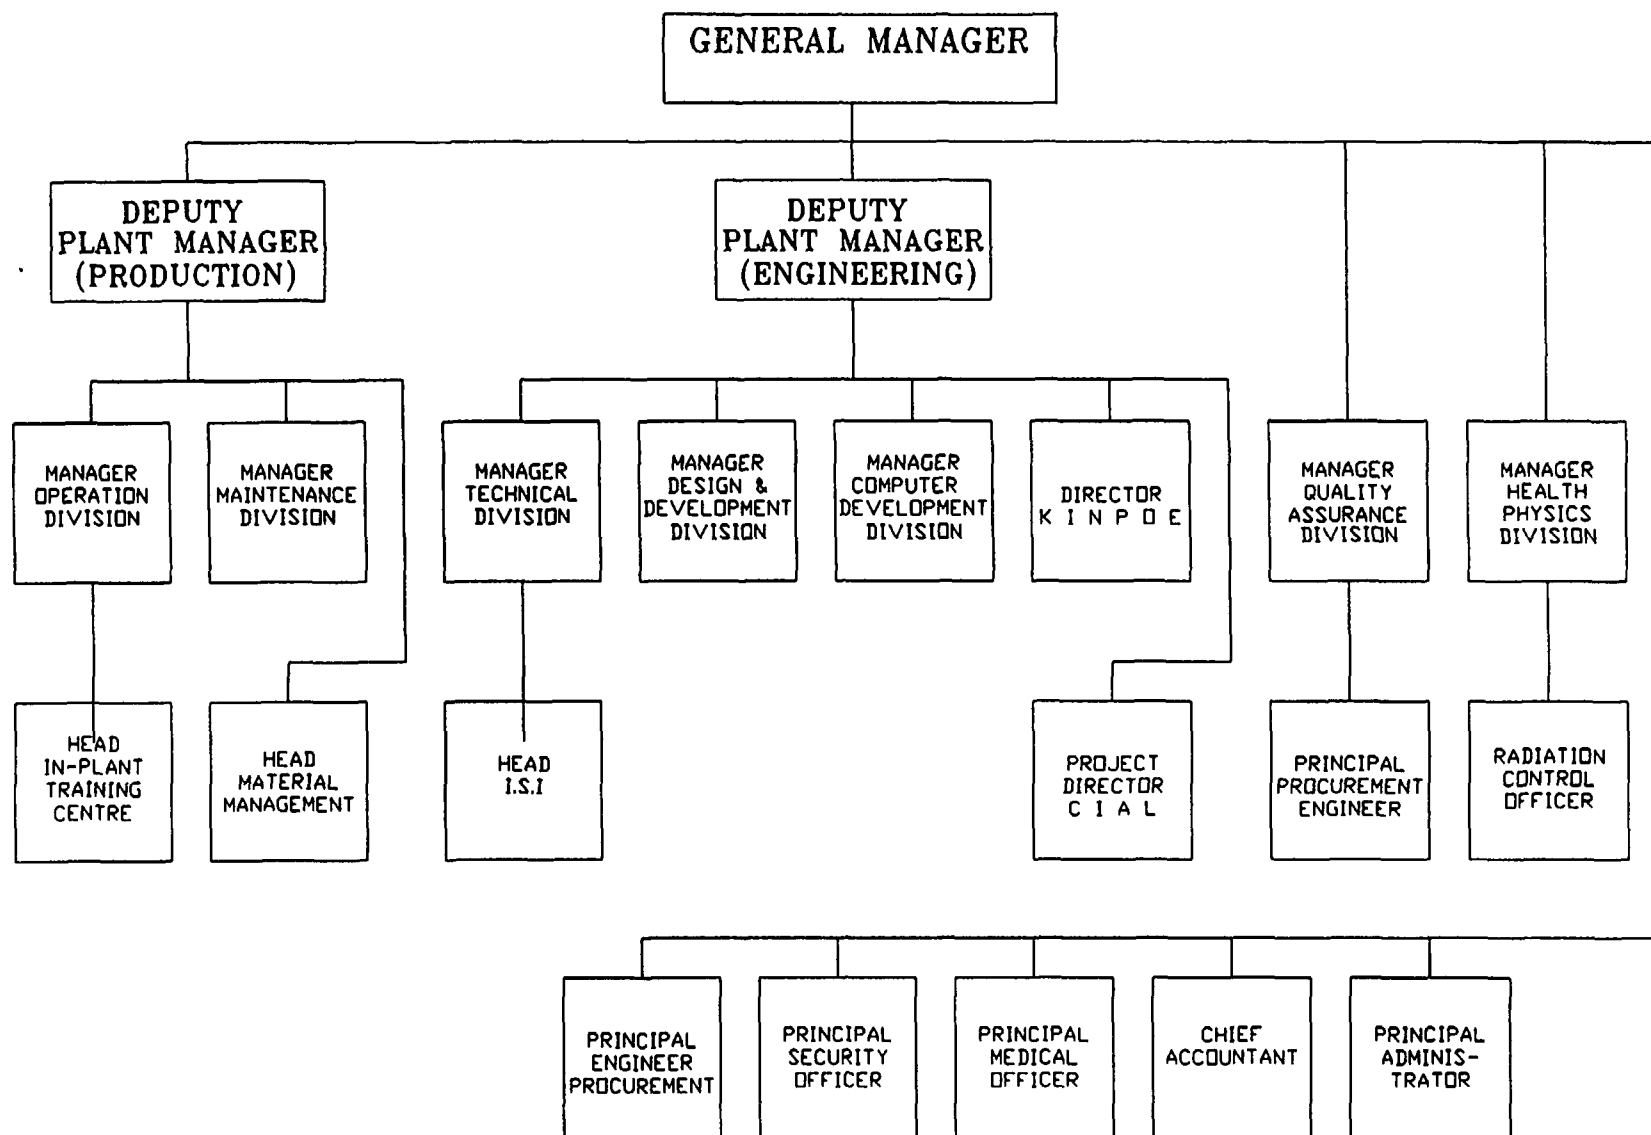 GENERAL MANAGER
DEPUTY
PLANT MANAGER
(PRODUCTION)
DEPUTY
PLANT MANAGER
(ENGINEERING)
MANAGER
OPERATION
DIVISION
MANAGER
MAINTENANCE
DIVISION
MANAGER
TECHNICAL
DIVISION
MANAGER
DESIGN &
DEVELOPMENT
DIVISION
MANAGER
COMPUTER
DEVELOPMENT
DIVISION
DIRECTOR
K I N P O E
MANAGER
QUALITY
ASSURANCE
DIVISION
MANAGER
HEALTH
PHYSICS
DIVISION
HEAD
IN-PLANT
TRAINING
CENTRE
HEAD
MATERIAL
MANAGEMENT
HEAD
I.S.I
PROJECT
DIRECTOR
C I A L
PRINCIPAL
PROCUREMENT
ENGINEER
RADIATION
CONTROL
OFFICER
PRINCIPAL
ENGINEER
PROCUREMENT
PRINCIPAL
SECURITY
OFFICER
PRINCIPAL
MEDICAL
OFFICER
CHIEF
ACCOUNTANT
PRINCIPAL
ADMINIS-
TRATOR